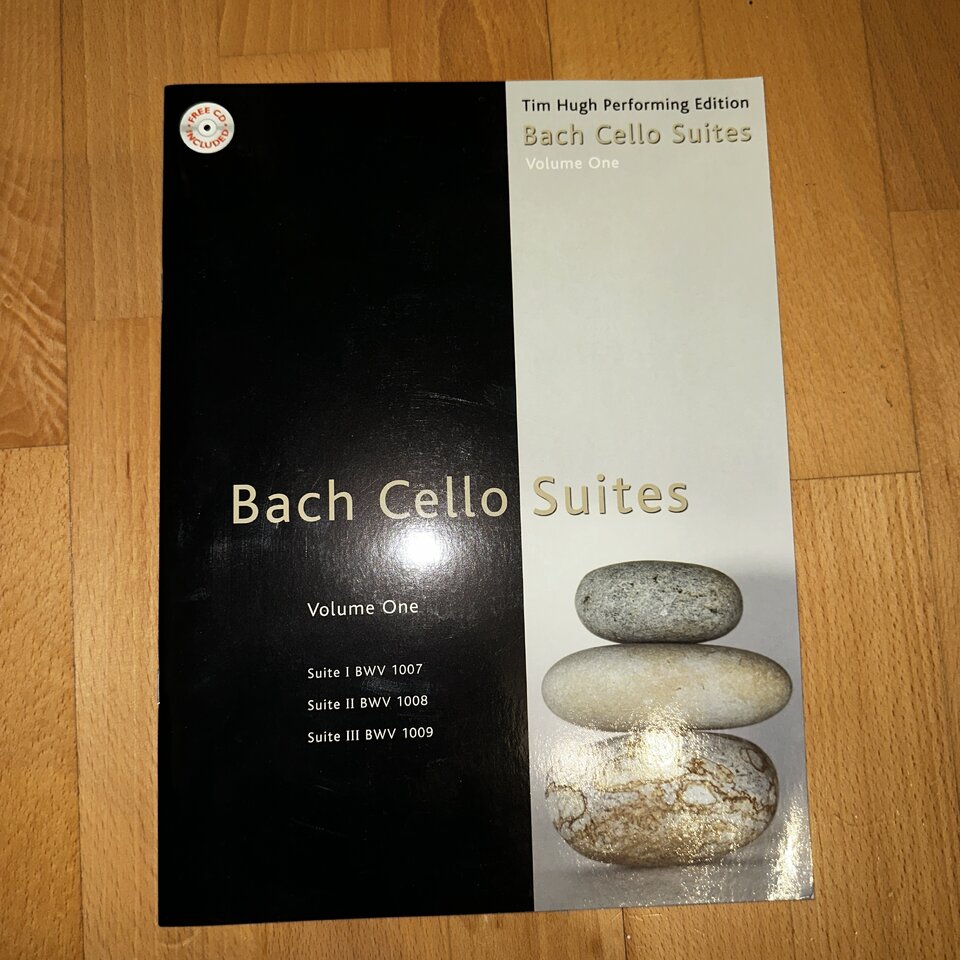 FREE CD
INCLUDED
Tim Hugh Performing Edition
Bach Cello Suites
Volume One
Bach Cello Suites
Volume One
Suite I BWV 1007
Suite II BWV 1008
Suite III BWV 1009